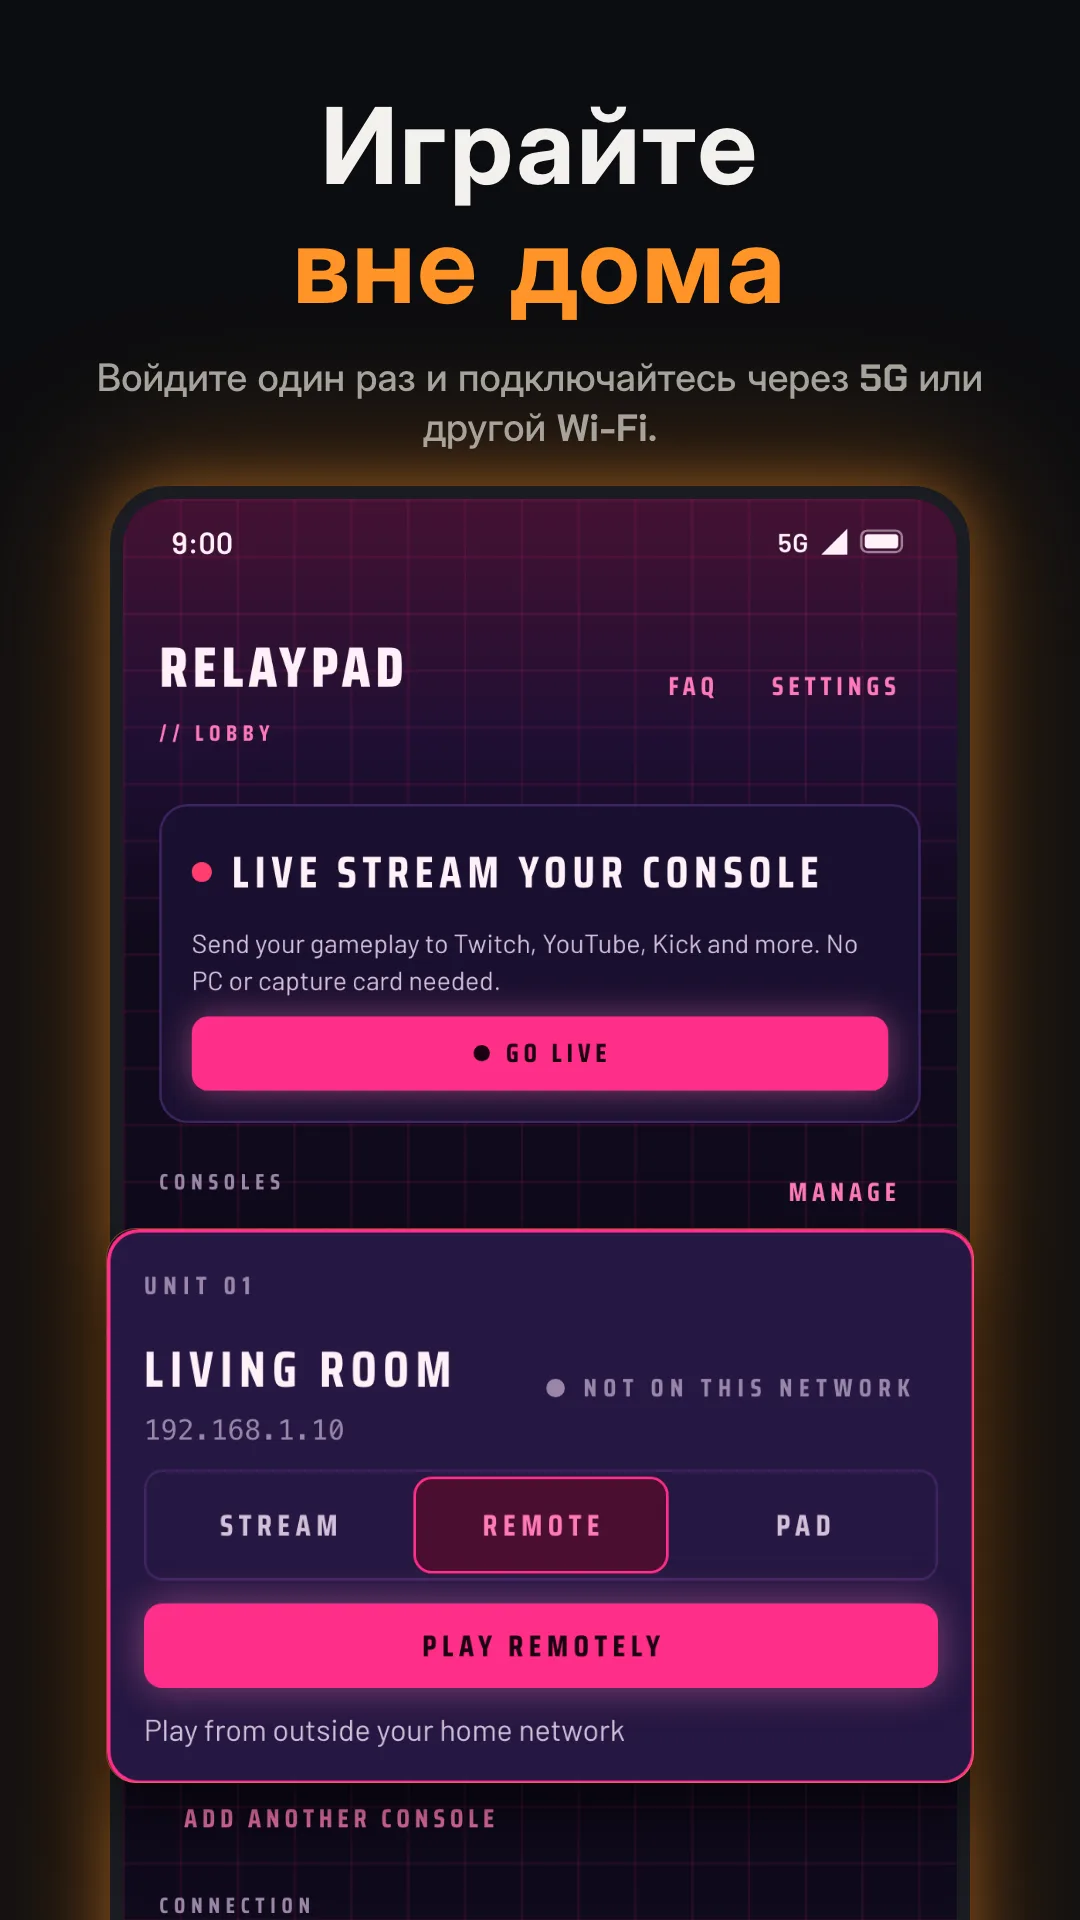 Играйте
вне дома
Войдите один раз и подключайтесь через 5G или
другой Wi-Fi.
9:00
5G
RELAYPAD
FAQ
SETTINGS
// LOBBY
LIVE STREAM YOUR CONSOLE
Send your gameplay to Twitch, YouTube, Kick and more. No
PC or capture card needed.
GO LIVE
CONSOLES
MANAGE
UNIT 01
LIVING ROOM
NOT ON THIS NETWORK
192.168.1.10
STREAM
REMOTE
PAD
PLAY REMOTELY
Play from outside your home network
ADD ANOTHER CONSOLE
CONNECTION